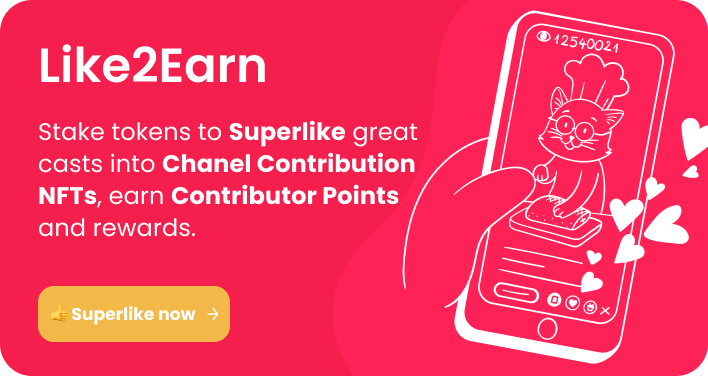 Like2Earn
12540021
Stake tokens to Superlike great
casts into Chanel Contribution
NFTs, earn Contributor Points
and rewards.
👍Superlike now →